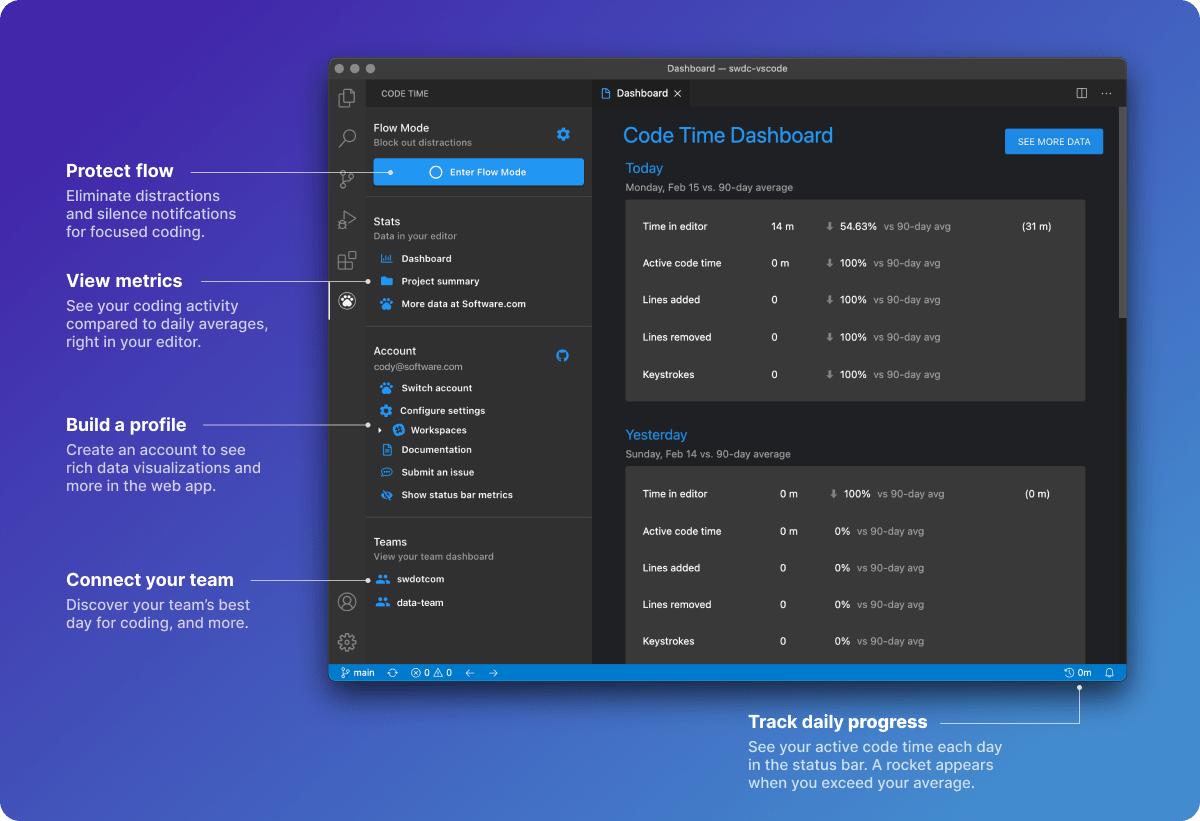 Dashboard — swdc-vscode
CODE TIME
Dashboard
Flow Mode
Block out distractions
Enter Flow Mode
Stats
Data in your editor
Dashboard
Project summary
More data at Software.com
Account
cody@software.com
Switch account
Configure settings
Workspaces
Documentation
Submit an issue
Show status bar metrics
Teams
View your team dashboard
swdotcom
data-team
Code Time Dashboard
SEE MORE DATA
Today
Monday, Feb 15 vs. 90-day average
Time in editor 14 m 54.63% vs 90-day avg (31 m)
Active code time 0 m 100% vs 90-day avg
Lines added 0 100% vs 90-day avg
Lines removed 0 100% vs 90-day avg
Keystrokes 0 100% vs 90-day avg
Yesterday
Sunday, Feb 14 vs. 90-day average
Time in editor 0 m 100% vs 90-day avg (0 m)
Active code time 0 m 0% vs 90-day avg
Lines added 0 0% vs 90-day avg
Lines removed 0 0% vs 90-day avg
Keystrokes 0 0% vs 90-day avg
main 0 0 0m
Protect flow
Eliminate distractions
and silence notifcations
for focused coding.
View metrics
See your coding activity
compared to daily averages,
right in your editor.
Build a profile
Create an account to see
rich data visualizations and
more in the web app.
Connect your team
Discover your team’s best
day for coding, and more.
Track daily progress
See your active code time each day
in the status bar. A rocket appears
when you exceed your average.